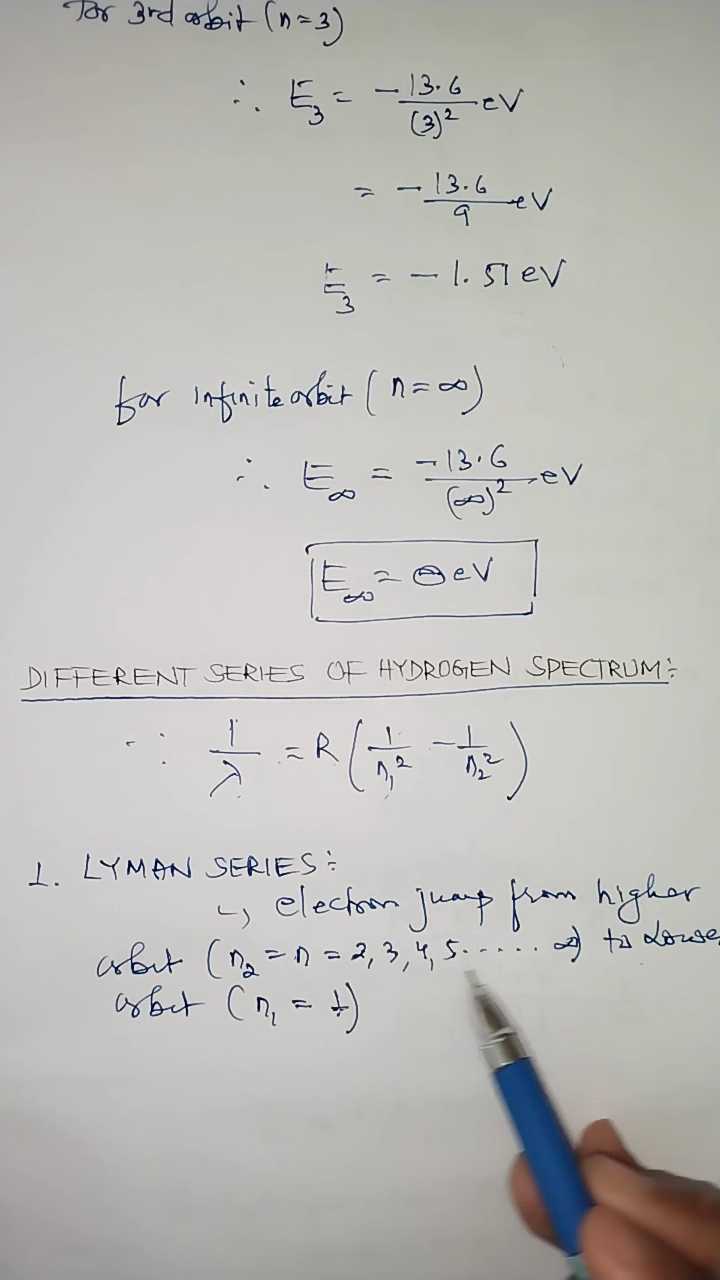 For 3rd orbit (n=3)
∴ E₃ = -13.6/(3)² eV
= -13.6/9 eV
E₃ = -1.51 eV
for infinite orbit (n=∞)
∴ E∞ = -13.6/(∞)² eV
E∞ = 0 eV
DIFFERENT SERIES OF HYDROGEN SPECTRUM:-
∵ 1/λ = R(1/n₁² - 1/n₂²)
1. LYMAN SERIES:-
↳ electron jump from higher
orbit (n₂ = n = 2,3,4,5.....∞) to Lowe
orbit (n₁ = 1)